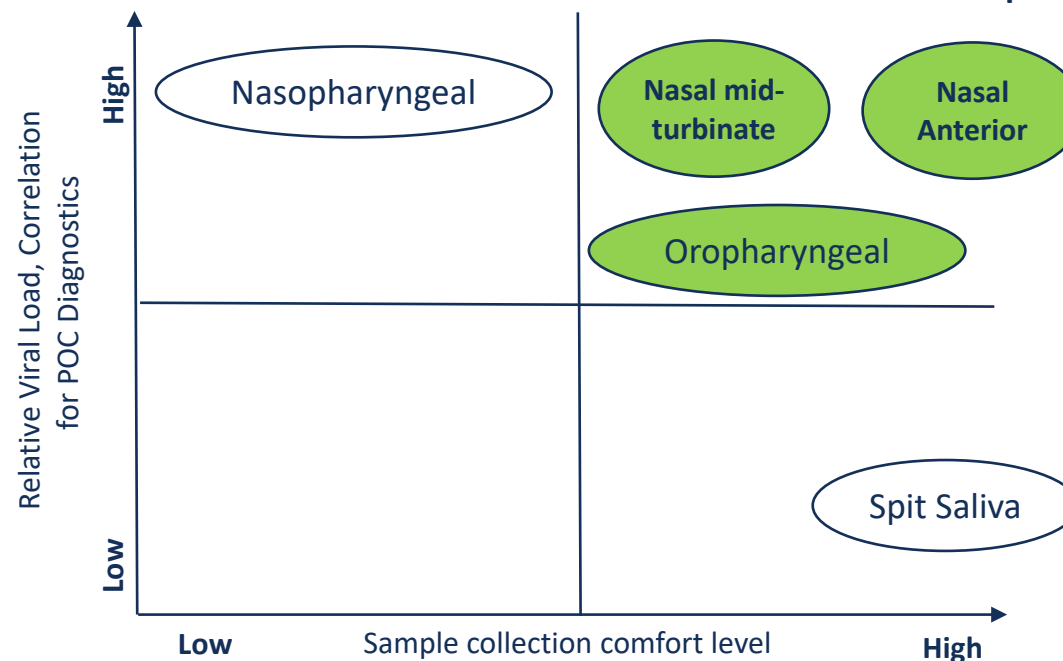 High
Nasopharyngeal
Nasal mid-
turbinate
Nasal
Anterior
Oropharyngeal
Relative Viral Load, Correlation
for POC Diagnostics
Spit Saliva
Low
Low
Sample collection comfort level
High